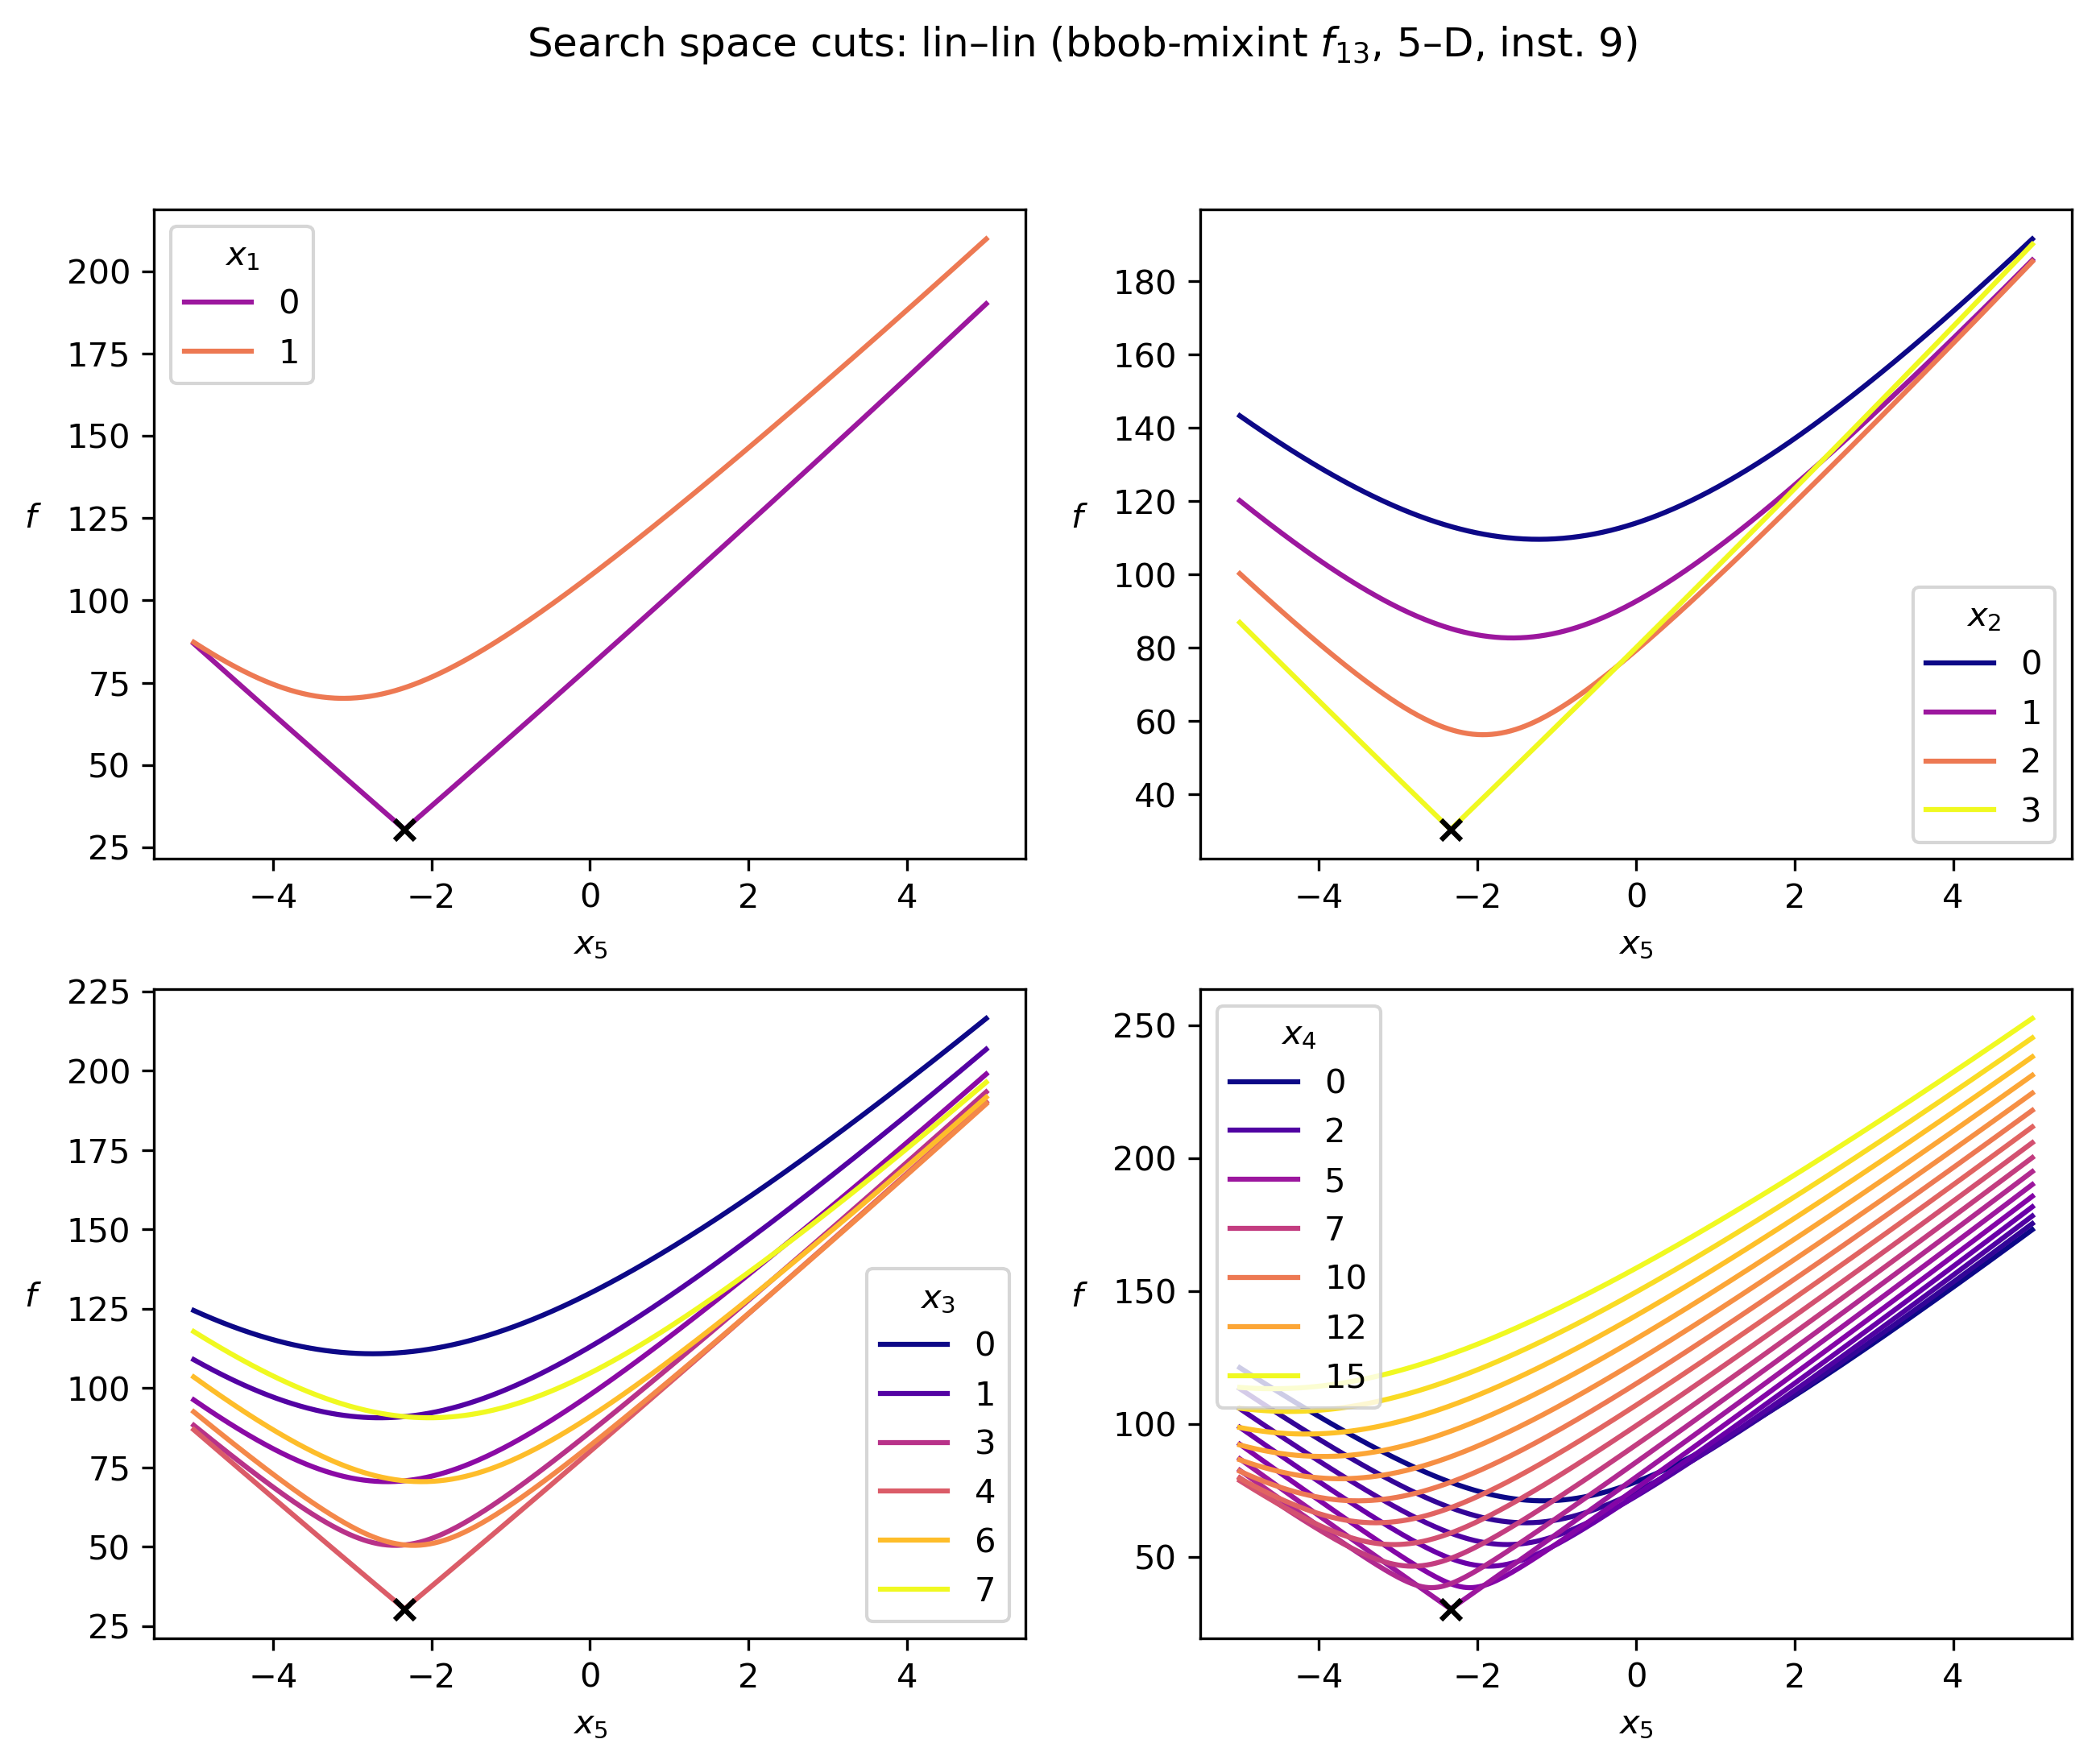 Search space cuts: lin–lin (bbob-mixint f13, 5–D, inst. 9)
x1
0
1
200
175
150
125
100
75
50
25
f
−4 −2 0 2 4
x5
x2
0
1
2
3
180
160
140
120
100
80
60
40
f
−4 −2 0 2 4
x5
x3
0
1
3
4
6
7
225
200
175
150
125
100
75
50
25
f
−4 −2 0 2 4
x5
x4
0
2
5
7
10
12
15
250
200
150
100
50
f
−4 −2 0 2 4
x5